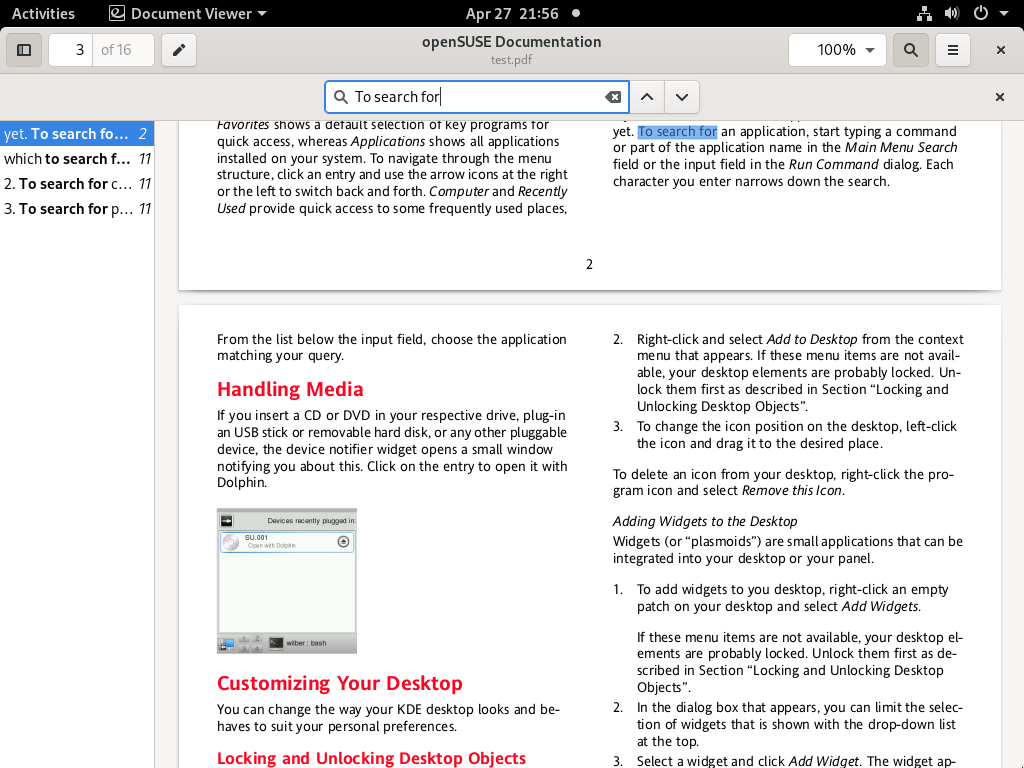 Activities
Document Viewer
Apr 27 21:56
3
of 16
openSUSE Documentation
test.pdf
100%
To search for
yet. To search fo... 2
which to search f... 11
2. To search for c... 11
3. To search for p... 11
Favorites shows a default selection of key programs for
quick access, whereas Applications shows all applications
installed on your system. To navigate through the menu
structure, click an entry and use the arrow icons at the right
or the left to switch back and forth. Computer and Recently
Used provide quick access to some frequently used places,
yet. To search for an application, start typing a command
or part of the application name in the Main Menu Search
field or the input field in the Run Command dialog. Each
character you enter narrows down the search.
2
From the list below the input field, choose the application
matching your query.
Handling Media
If you insert a CD or DVD in your respective drive, plug-in
an USB stick or removable hard disk, or any other pluggable
device, the device notifier widget opens a small window
notifying you about this. Click on the entry to open it with
Dolphin.
Devices recently plugged in:
SU.001
Open with Dolphin
1 2
3 4
wilber : bash
Customizing Your Desktop
You can change the way your KDE desktop looks and be-
haves to suit your personal preferences.
Locking and Unlocking Desktop Objects
2. Right-click and select Add to Desktop from the context
menu that appears. If these menu items are not avail-
able, your desktop elements are probably locked. Un-
lock them first as described in Section “Locking and
Unlocking Desktop Objects”.
3. To change the icon position on the desktop, left-click
the icon and drag it to the desired place.
To delete an icon from your desktop, right-click the pro-
gram icon and select Remove this Icon.
Adding Widgets to the Desktop
Widgets (or “plasmoids”) are small applications that can be
integrated into your desktop or your panel.
1. To add widgets to you desktop, right-click an empty
patch on your desktop and select Add Widgets.
If these menu items are not available, your desktop el-
ements are probably locked. Unlock them first as de-
scribed in Section “Locking and Unlocking Desktop
Objects”.
2. In the dialog box that appears, you can limit the selec-
tion of widgets that is shown with the drop-down list
at the top.
3. Select a widget and click Add Widget. The widget ap-